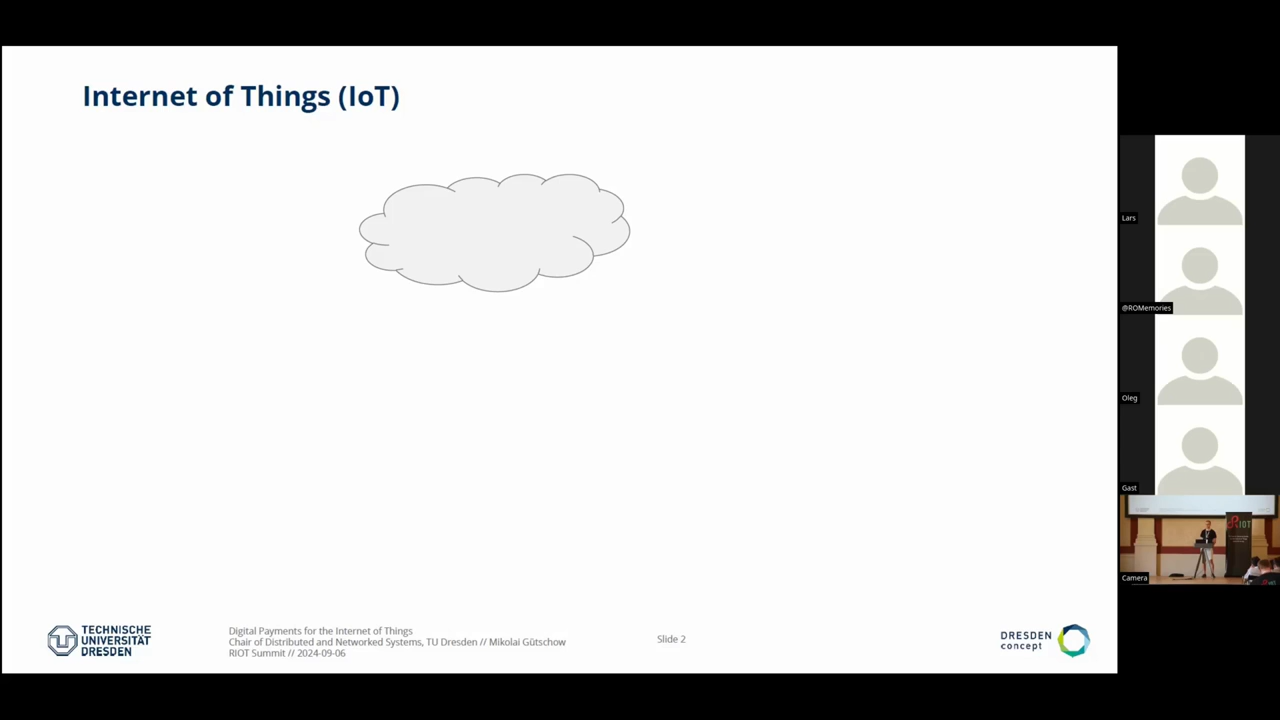 Internet of Things (IoT)
Lars
@ROMemories
Oleg
Gast
RIOT
Camera
TECHNISCHE
UNIVERSITÄT
DRESDEN
Digital Payments for the Internet of Things
Chair of Distributed and Networked Systems, TU Dresden // Mikolai Gütschow
RIOT Summit // 2024-09-06
Slide 2
DRESDEN
concept